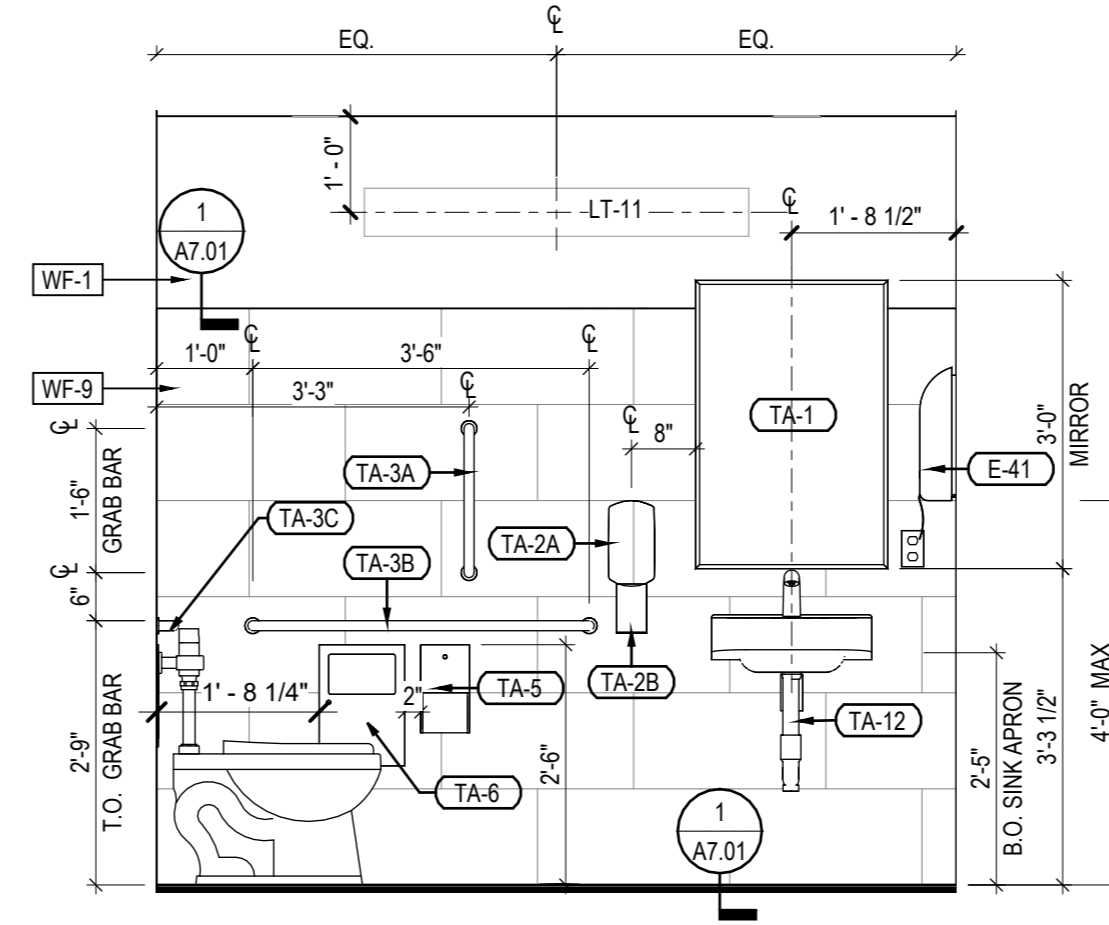 ℄
EQ.
EQ.
1' - 0"
LT-11
℄
1' - 8 1/2"
1
A7.01
WF-1
1'-0"
℄
3'-6"
℄
WF-9
3'-3"
℄
℄
8"
TA-1
3'-0"
MIRROR
℄
1'-6"
GRAB BAR
TA-3A
E-41
TA-3C
TA-2A
℄
TA-3B
6"
TA-5
TA-2B
1' - 8 1/4"
2"
TA-12
2'-9"
T.O. GRAB BAR
2'-6"
TA-6
2'-5"
B.O. SINK APRON
3'-3 1/2"
4'-0" MAX
1
A7.01